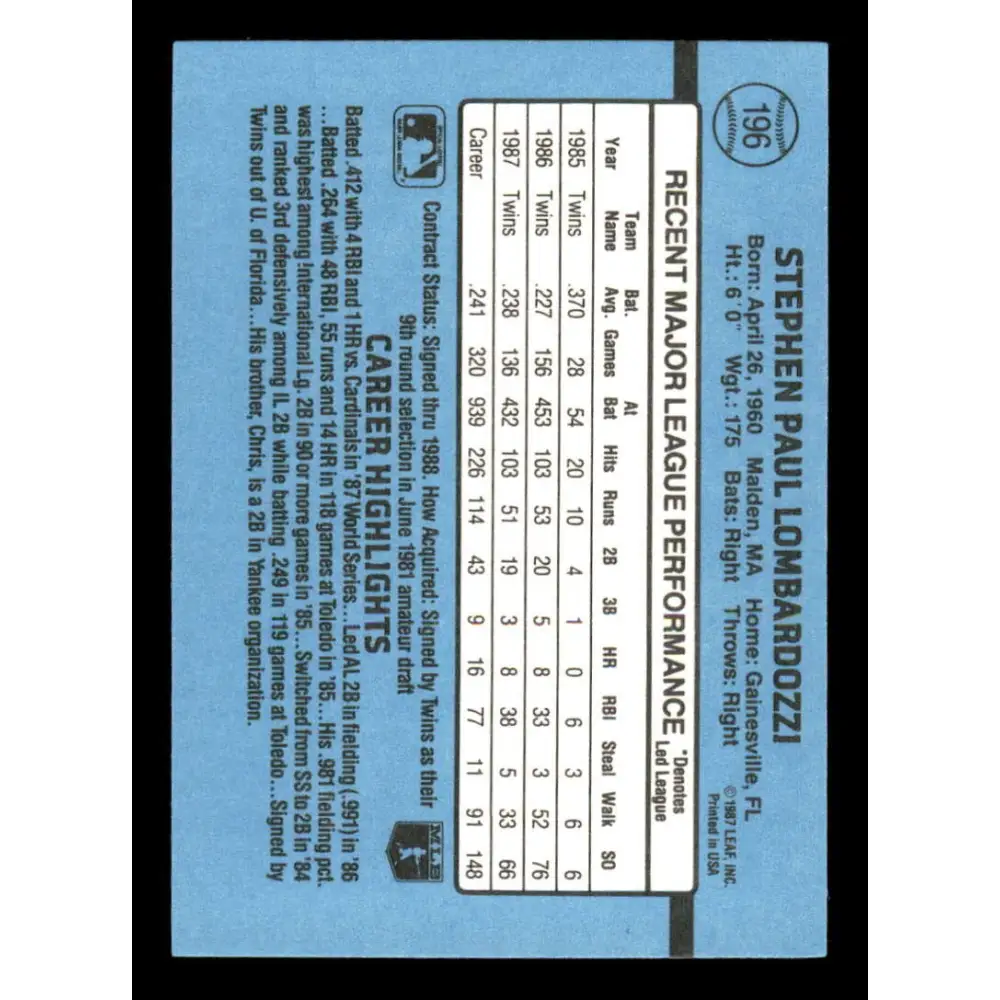 196
STEPHEN PAUL LOMBARDOZZI
Born: April 26, 1960 Malden, MA Home: Gainesville, FL
Ht.: 6' 0" Wgt.: 175 Bats: Right Throws: Right
©1987 LEAF, INC.
Printed in USA
RECENT MAJOR LEAGUE PERFORMANCE *Denotes Led League
Year Team Name Bat. Avg. Games At Bat Hits Runs 2B 3B HR RBI Steal Walk SO
1985 Twins .370 28 54 20 10 4 1 0 6 3 6 6
1986 Twins .227 156 453 103 53 20 5 8 33 3 52 76
1987 Twins .238 136 432 103 51 19 3 8 38 5 33 66
Career .241 320 939 226 114 43 9 16 77 11 91 148
Contract Status: Signed thru 1988. How Acquired: Signed by Twins as their
9th round selection in June 1981 amateur draft
MLB
CAREER HIGHLIGHTS
Batted .412 with 4 RBI and 1 HR vs. Cardinals in '87 World Series...Led AL 2B in fielding (.991) in '86
...Batted .264 with 48 RBI, 55 runs and 14 HR in 118 games at Toledo in '85...His .981 fielding pct.
was highest among International Lg. 2B in 90 or more games in '85...Switched from SS to 2B in '84
and ranked 3rd defensively among IL 2B while batting .249 in 119 games at Toledo...Signed by
Twins out of U. of Florida...His brother, Chris, is a 2B in Yankee organization.